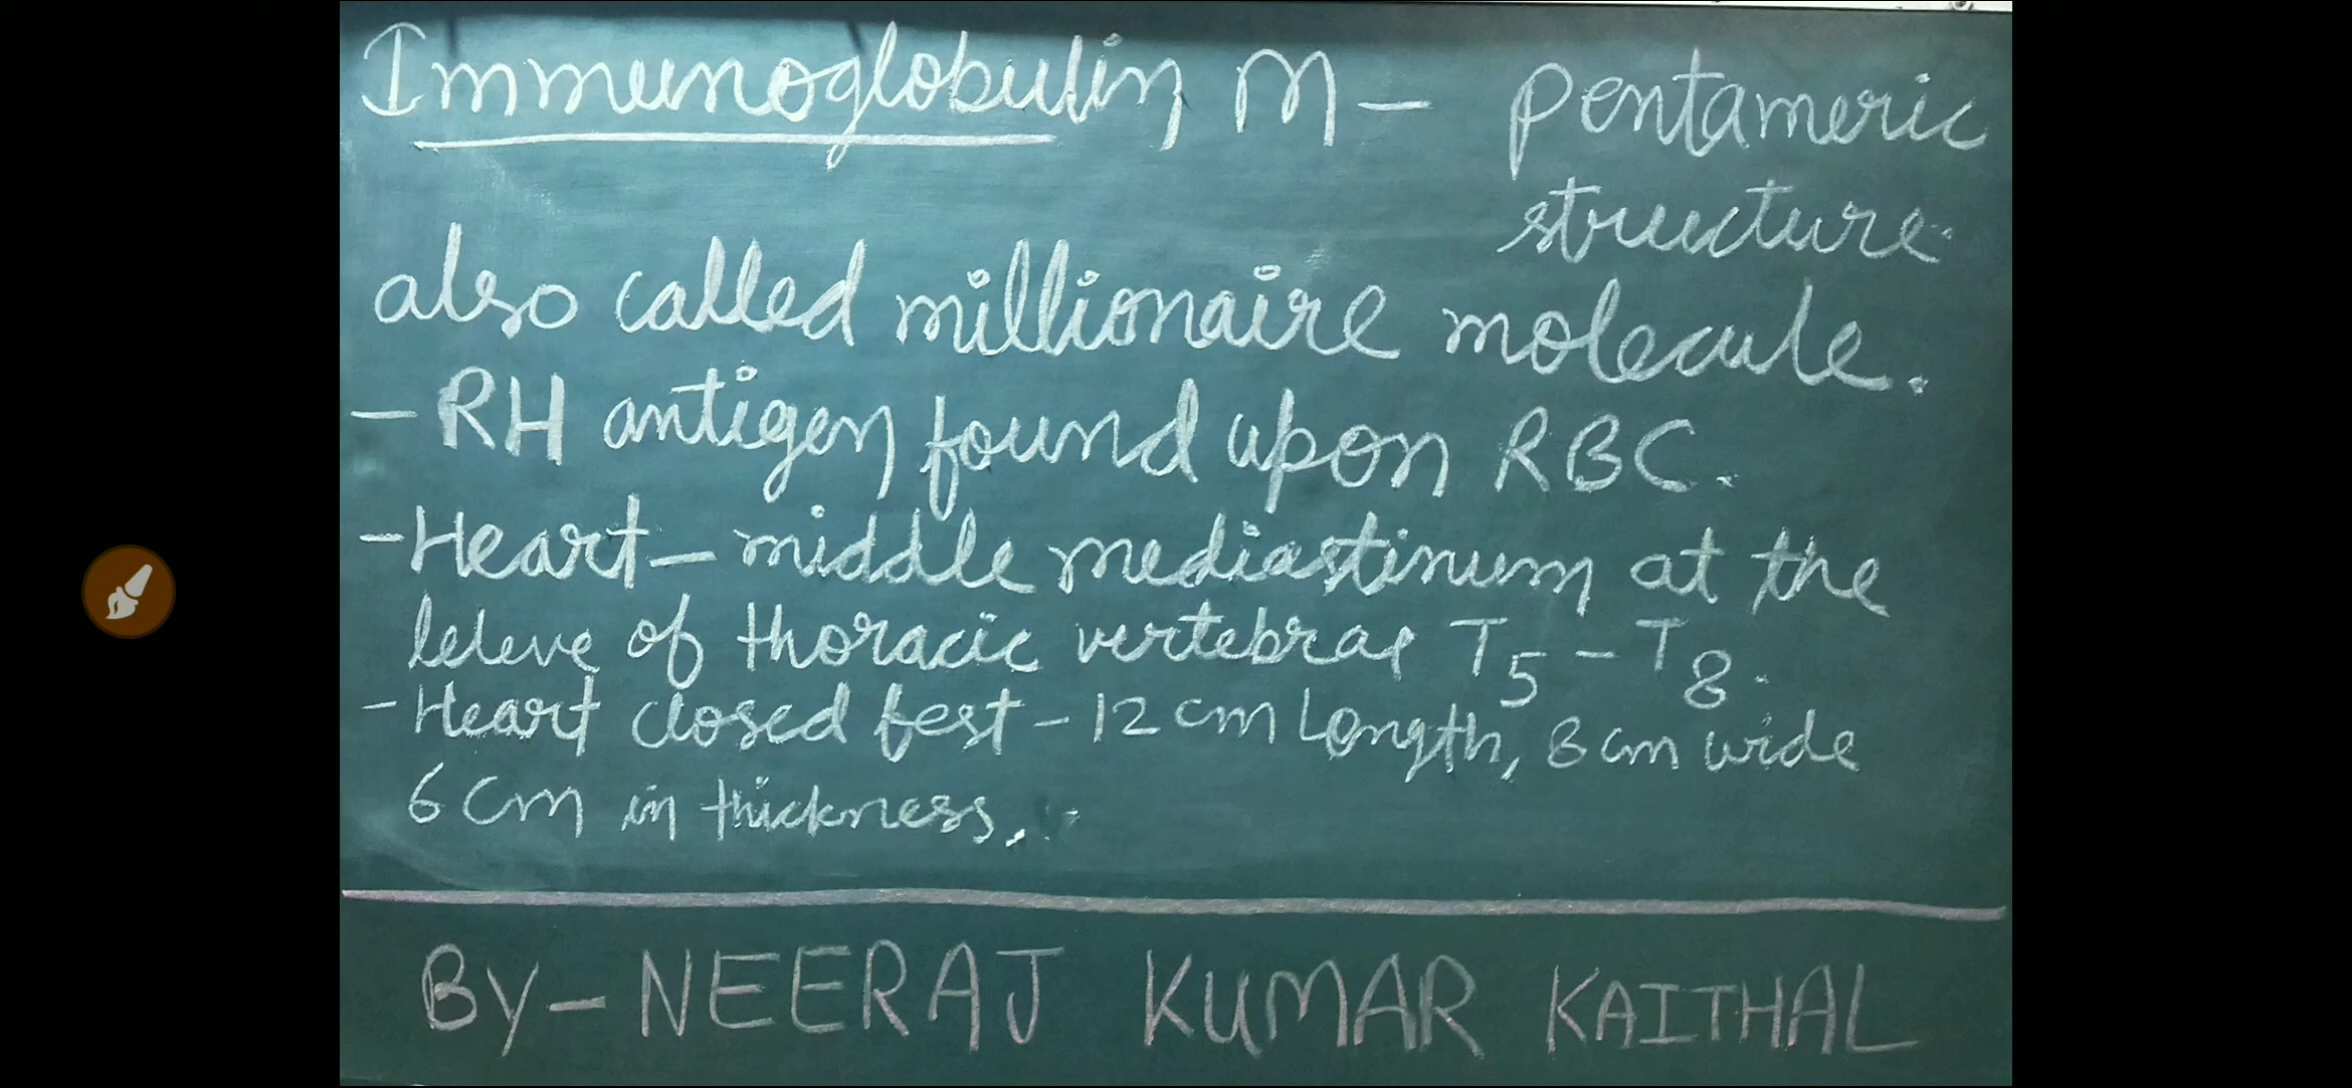 Immunoglobulin M - Pentameric
structure.
also called millionaire molecule.
- RH antigen found upon RBC.
- Heart - middle mediastinum at the
leleve of thoracic vertebrae T5 - T8.
- Heart closed fest - 12 cm Length, 8 cm wide
6 cm in thickness.
BY - NEERAJ KUMAR KAITHAL